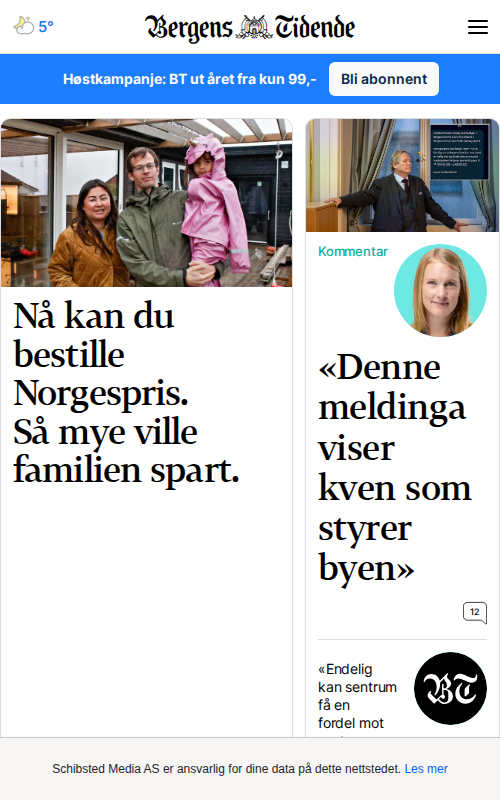 5°
Bergens Tidende
Høstkampanje: BT ut året fra kun 99,-
Bli abonnent
Nå kan du
bestille
Norgespris.
Så mye ville
familien spart.
Kommentar
«Denne
meldinga
viser
kven som
styrer
byen»
12
«Endelig
kan sentrum
få en
fordel mot
BT
Schibsted Media AS er ansvarlig for dine data på dette nettstedet. Les mer